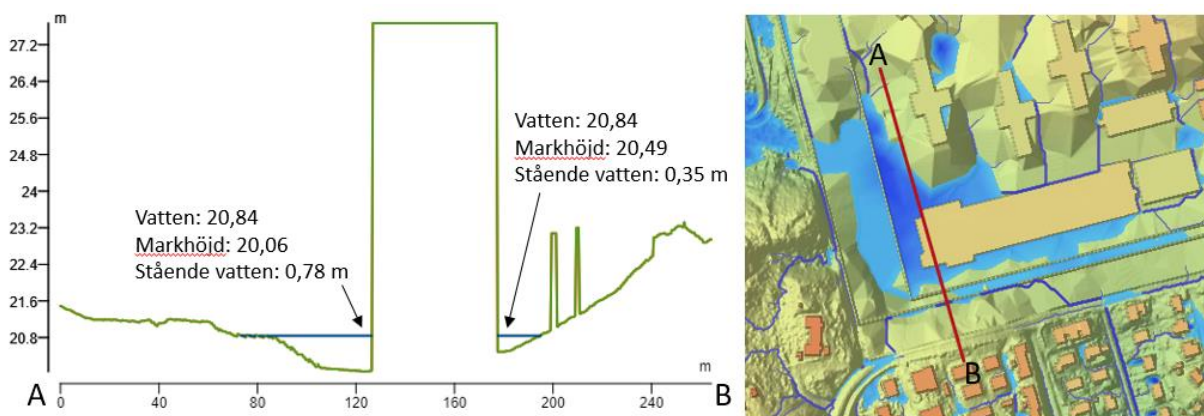 m
27.2
26.4
25.6
24.8
24
23.2
22.4
21.6
20.8
Vatten: 20,84
Markhöjd: 20,06
Stående vatten: 0,78 m
Vatten: 20,84
Markhöjd: 20,49
Stående vatten: 0,35 m
m
A
0
40
80
120
160
200
240
B
A
B